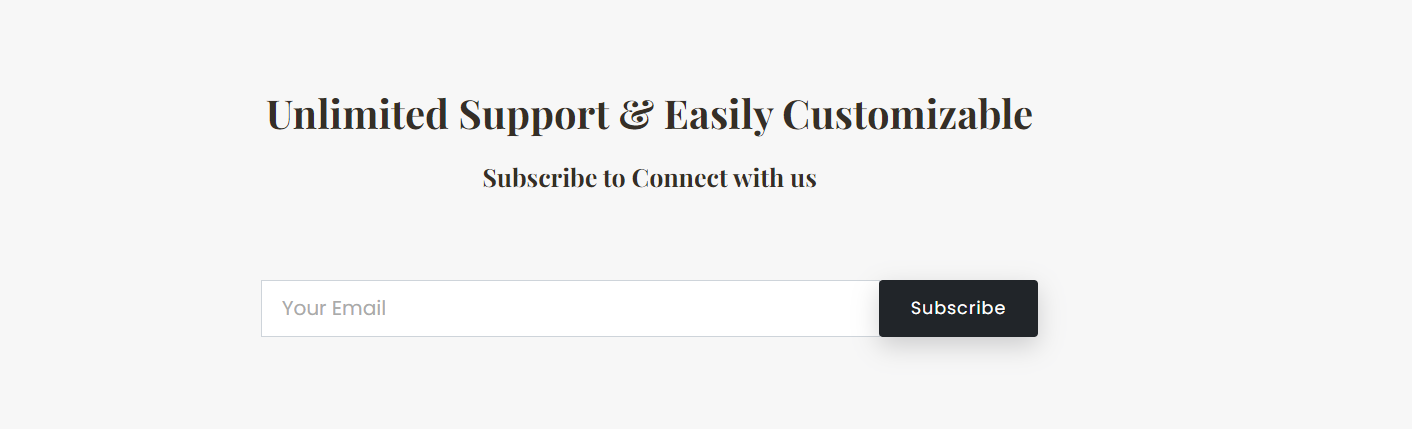 Unlimited Support & Easily Customizable
Subscribe to Connect with us
Your Email
Subscribe